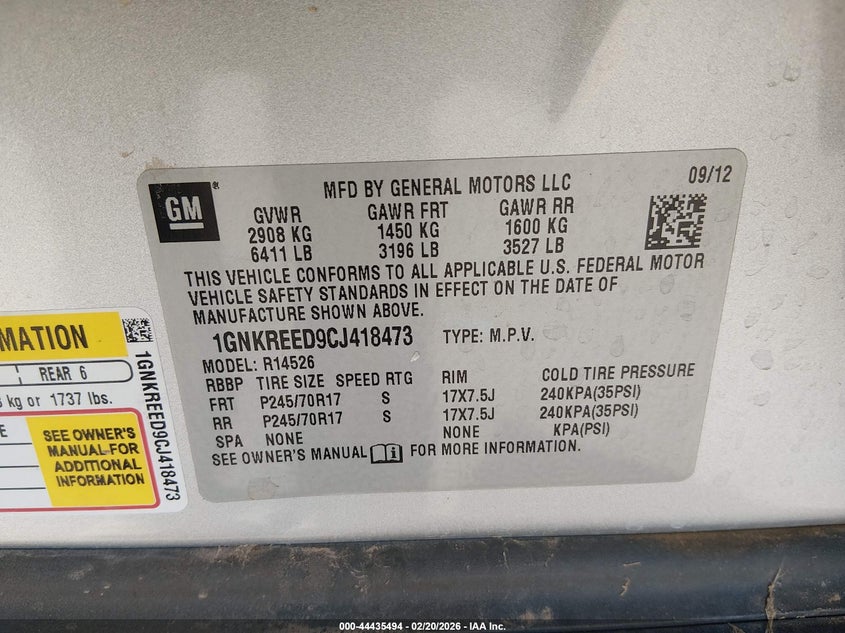 MFD BY GENERAL MOTORS LLC
09/12
GM
GVWR GAWR FRT GAWR RR
2908 KG 1450 KG 1600 KG
6411 LB 3196 LB 3527 LB
THIS VEHICLE CONFORMS TO ALL APPLICABLE U.S. FEDERAL MOTOR
VEHICLE SAFETY STANDARDS IN EFFECT ON THE DATE OF
MANUFACTURE SHOWN ABOVE.
1GNKREED9CJ418473 TYPE: M.P.V.
MODEL: R14526
RBBP TIRE SIZE SPEED RTG RIM COLD TIRE PRESSURE
FRT P245/70R17 S 17X7.5J 240KPA(35PSI)
RR P245/70R17 S 17X7.5J 240KPA(35PSI)
SPA NONE NONE KPA(PSI)
SEE OWNER'S MANUAL FOR MORE INFORMATION.
REAR 6
kg or 1737 lbs.
SEE OWNER'S
MANUAL FOR
ADDITIONAL
INFORMATION
1GNKREED9CJ418473
000-44435494 - 02/20/2026 - IAA Inc.